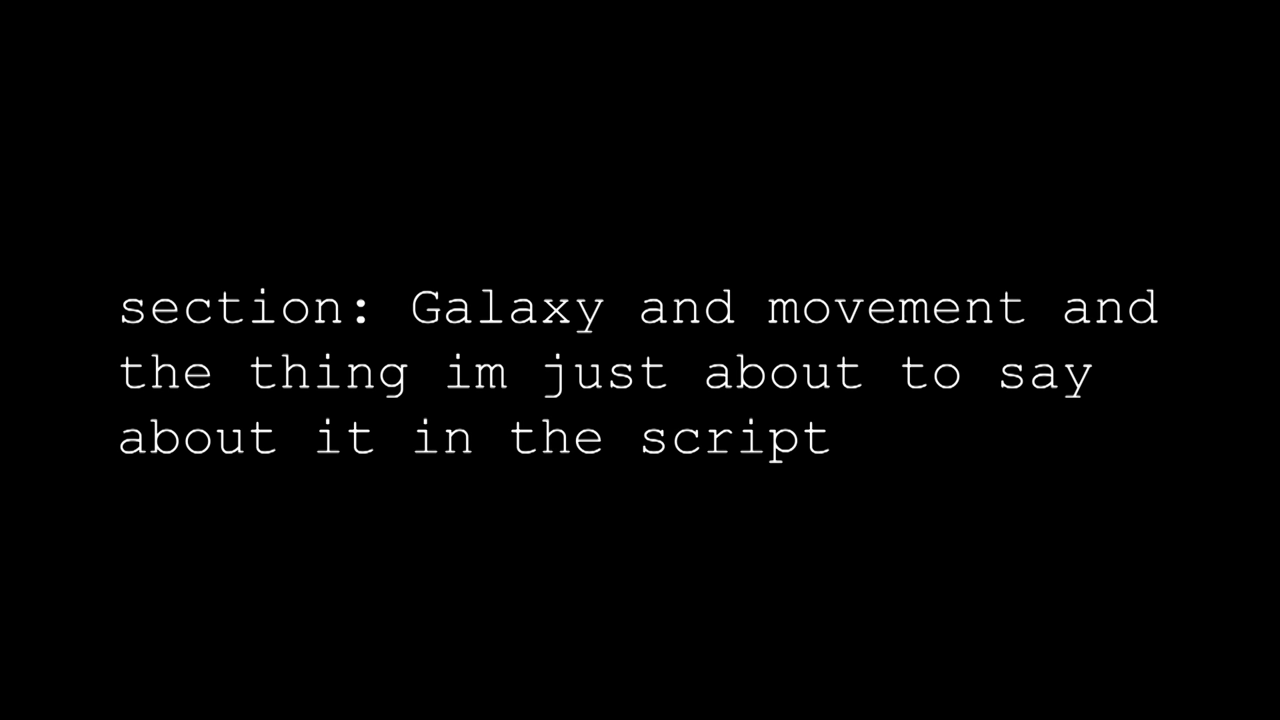 section: Galaxy and movement and
the thing im just about to say
about it in the script